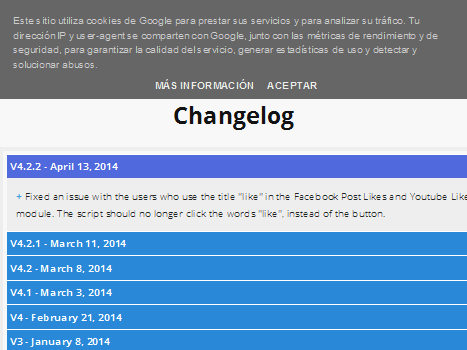 Este sitio utiliza cookies de Google para prestar sus servicios y para analizar su tráfico. Tu
dirección IP y user-agent se comparten con Google, junto con las métricas de rendimiento y de
seguridad, para garantizar la calidad del servicio, generar estadísticas de uso y detectar y
solucionar abusos.
MÁS INFORMACIÓN ACEPTAR
Changelog
V4.2.2 - April 13, 2014
+ Fixed an issue with the users who use the title "like" in the Facebook Post Likes and Youtube Like
module. The script should no longer click the words "like", instead of the button.
V4.2.1 - March 11, 2014
V4.2 - March 8, 2014
V4.1 - March 3, 2014
V4 - February 21, 2014
V3 - January 8, 2014